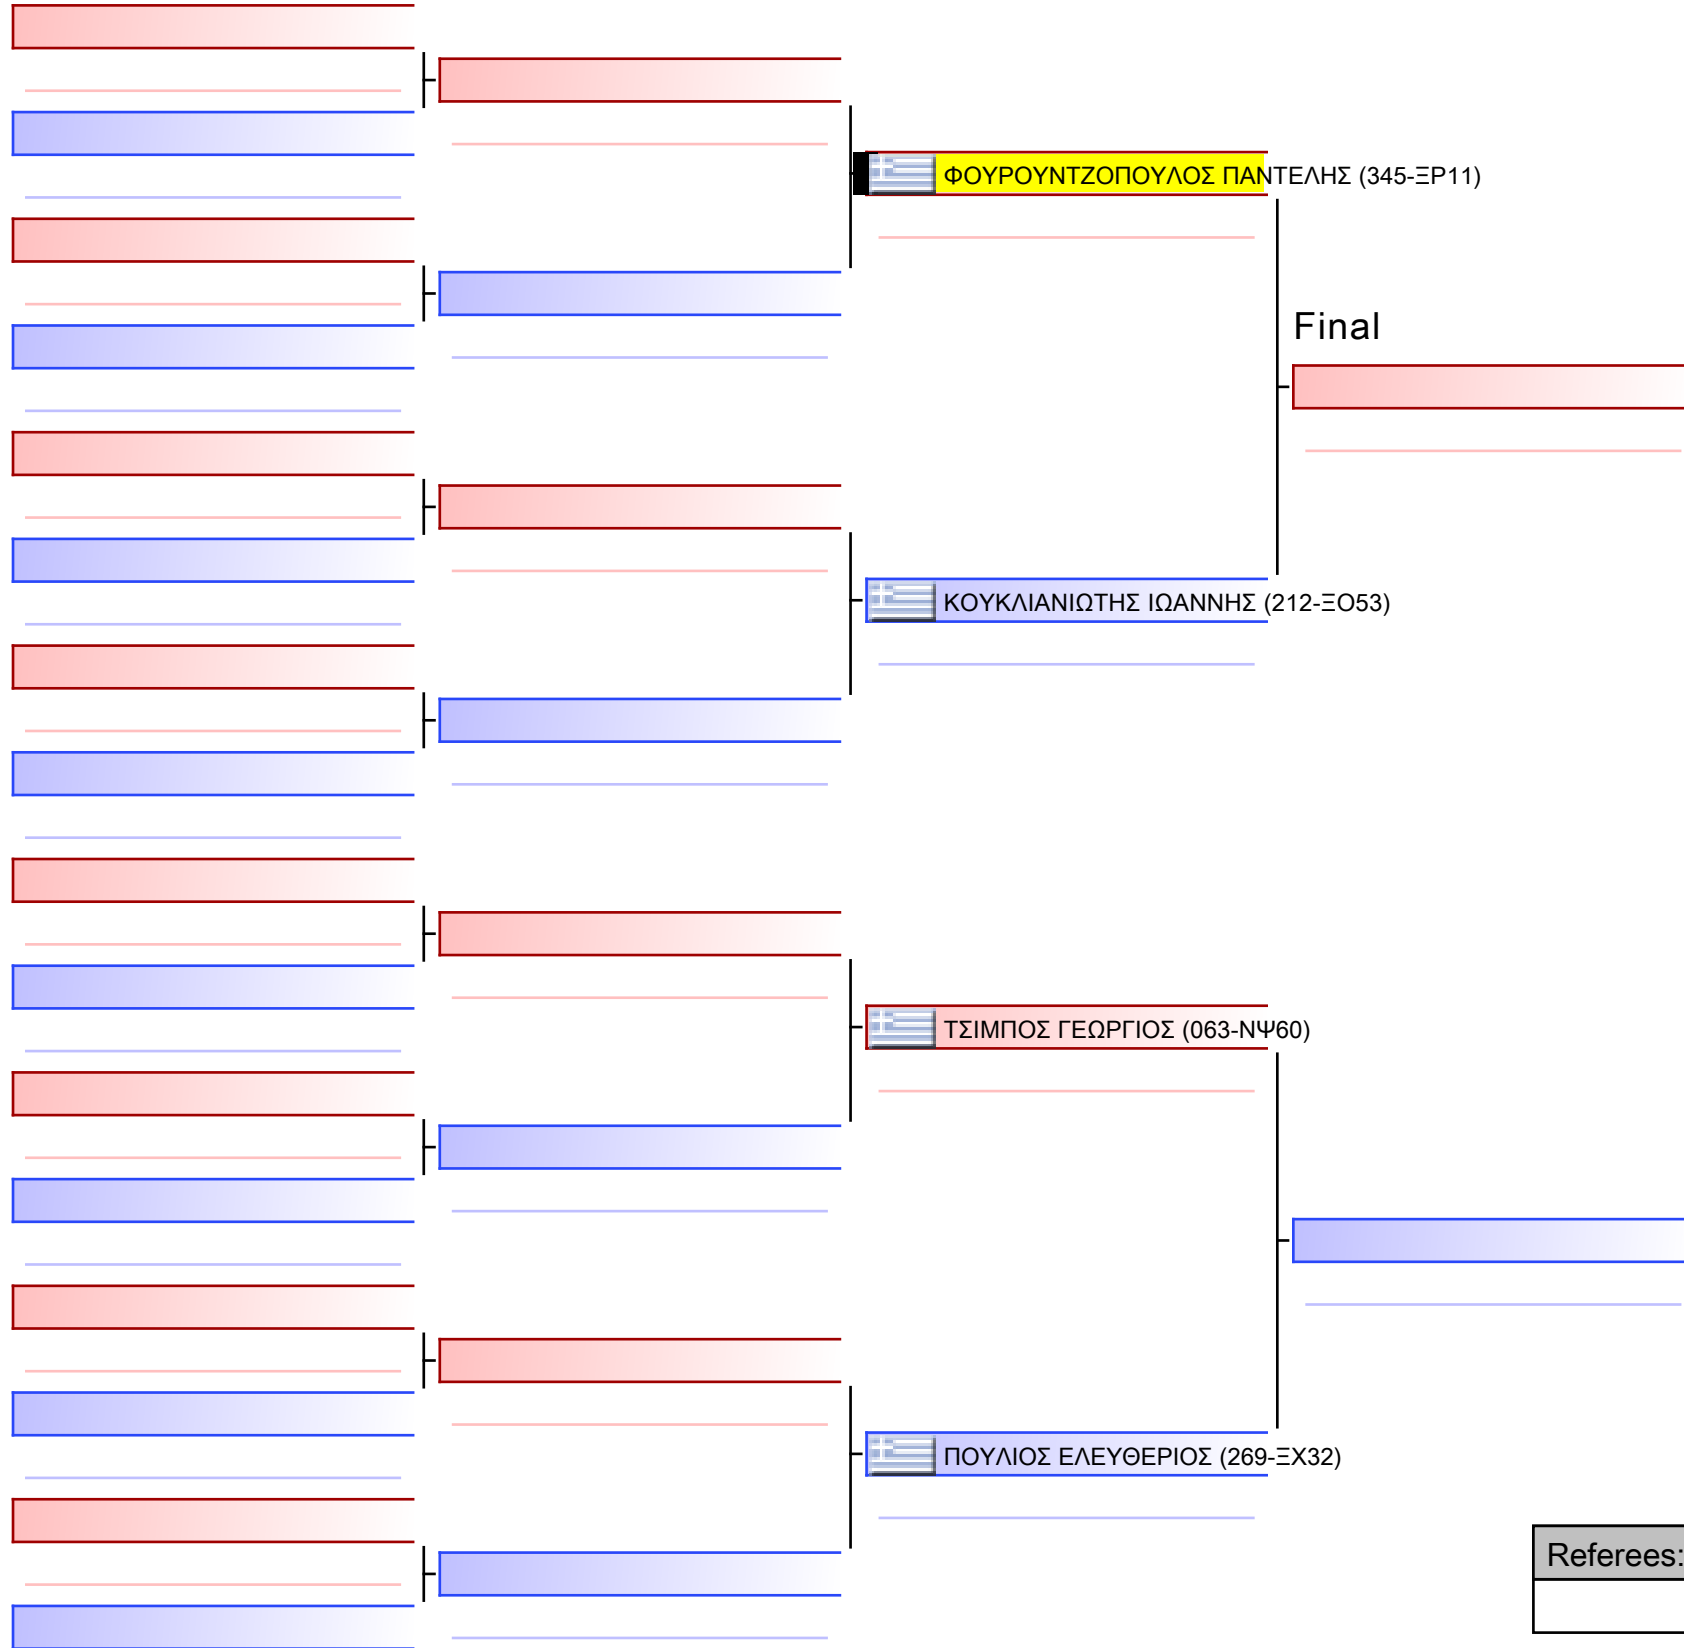 ΦΟΥΡΟΥΝΤΖΟΠΟΥΛΟΣ ΠΑΝΤΕΛΗΣ (345-ΞΡ11)
Final
ΚΟΥΚΛΙΑΝΙΩΤΗΣ ΙΩΑΝΝΗΣ (212-ΞΟ53)
ΤΣΙΜΠΟΣ ΓΕΩΡΓΙΟΣ (063-ΝΨ60)
ΠΟΥΛΙΟΣ ΕΛΕΥΘΕΡΙΟΣ (269-ΞΧ32)
Referees: